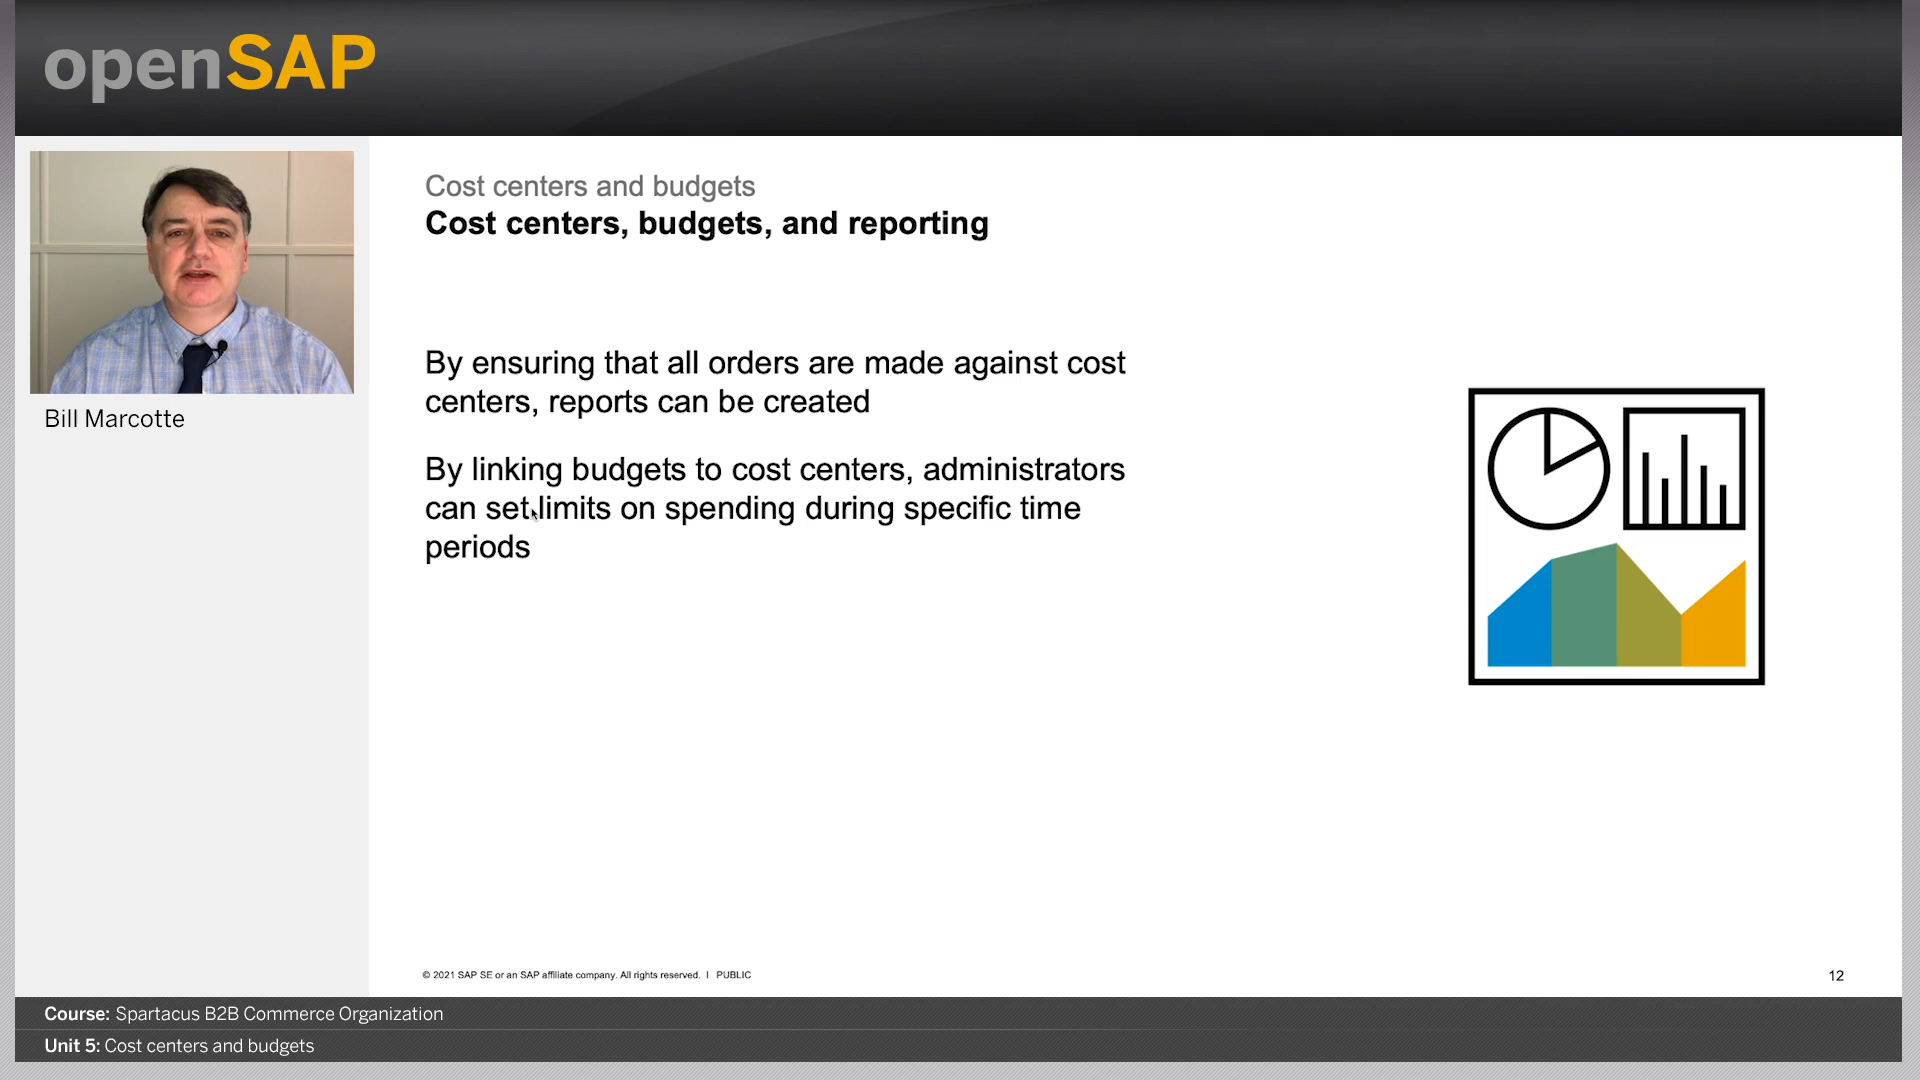 openSAP
Bill Marcotte
Cost centers and budgets
Cost centers, budgets, and reporting
By ensuring that all orders are made against cost
centers, reports can be created
By linking budgets to cost centers, administrators
can set limits on spending during specific time
periods
© 2021 SAP SE or an SAP affiliate company. All rights reserved. I PUBLIC
12
Course: Spartacus B2B Commerce Organization
Unit 5: Cost centers and budgets